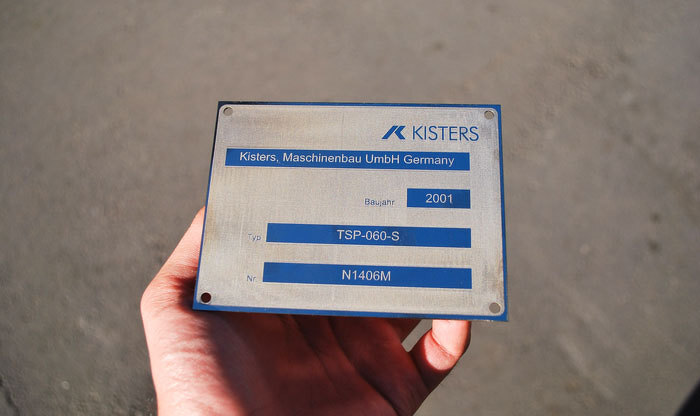 KISTERS
Kisters, Maschinenbau UmbH Germany
Baujahr 2001
Typ TSP-060-S
Nr. N1406M